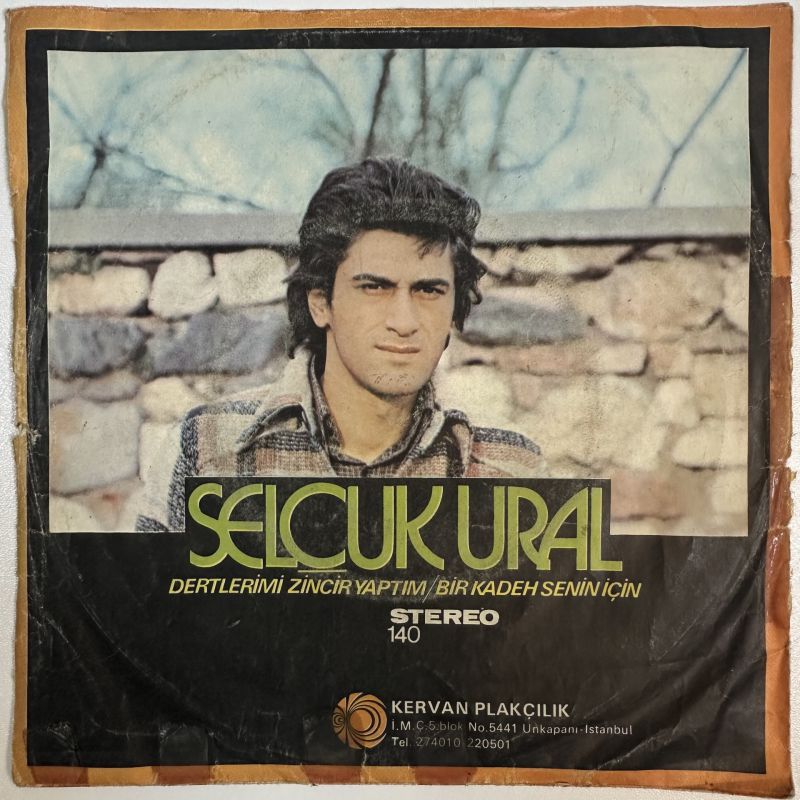 SELÇUK URAL
DERTLERİMİ ZİNCİR YAPTIM/BİR KADEH SENİN İÇİN
STEREO
140
KERVAN PLAKÇILIK
İ.M.Ç.5.blok No.5441 Unkapanı-Istanbul
Tel. 274010 220501